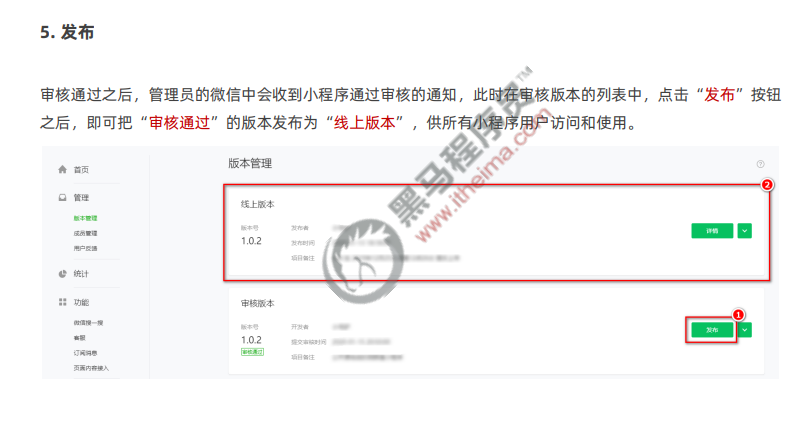 5. 发布
审核通过之后，管理员的微信中会收到小程序通过审核的通知，此时在审核版本的列表中，点击“发布”按钮
之后，即可把“审核通过”的版本发布为“线上版本”，供所有小程序用户访问和使用。
黑马程序员™
www.itheima.com
首页
管理
版本管理
成员管理
用户反馈
统计
功能
微信搜一搜
客服
订阅消息
页面内容接入
版本管理
2
线上版本
版本号
发布者
1.0.2
发布时间
项目备注
详情
审核版本
1
版本号
开发者
1.0.2
提交审核时间
审核通过
项目备注
发布